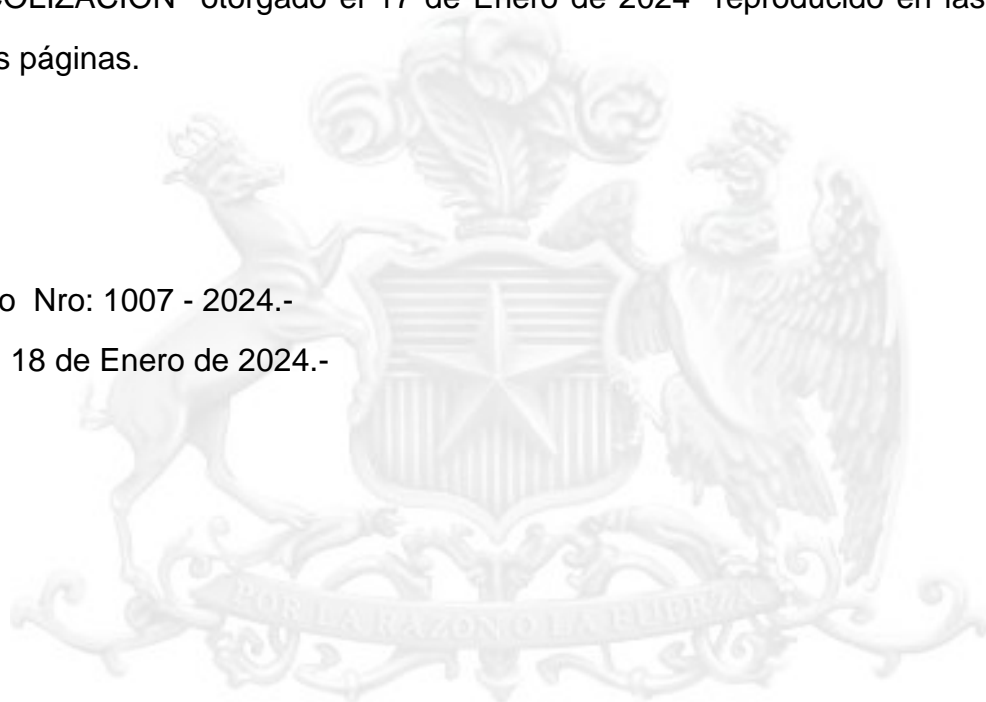 COLIZACION" otorgado el 17 de Enero de 2024 reproducido en las
s páginas.
o Nro: 1007 - 2024.-
18 de Enero de 2024.-
POR LA RAZON O LA FUERZA